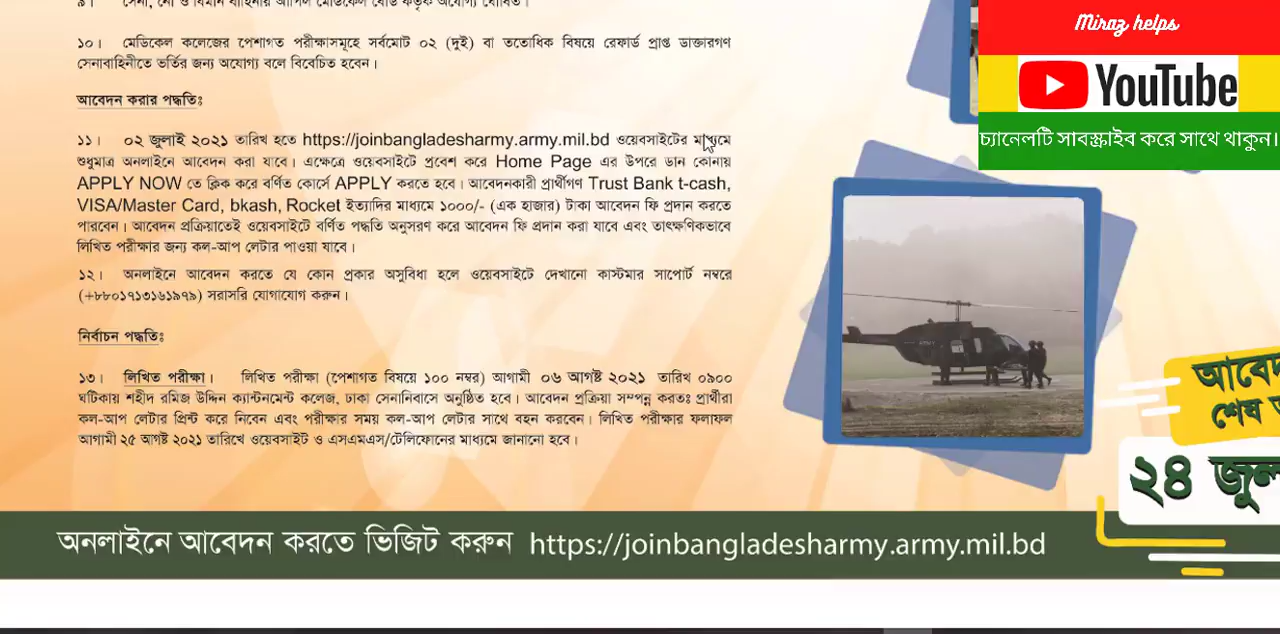 ৯। সেনা, নৌ ও বিমান বাহিনীর আপিল মেডিকেল বোর্ড কর্তৃক অযোগ্য ঘোষিত।
১০। মেডিকেল কলেজের পেশাগত পরীক্ষাসমূহে সর্বমোট ০২ (দুই) বা ততোধিক বিষয়ে রেফার্ড প্রাপ্ত ডাক্তারগণ
সেনাবাহিনীতে ভর্তির জন্য অযোগ্য বলে বিবেচিত হবেন।
আবেদন করার পদ্ধতিঃ
১১। ০২ জুলাই ২০২১ তারিখ হতে https://joinbangladesharmy.army.mil.bd ওয়েবসাইটের মাধ্যমে
শুধুমাত্র অনলাইনে আবেদন করা যাবে। এক্ষেত্রে ওয়েবসাইটে প্রবেশ করে Home Page এর উপরে ডান কোনায়
APPLY NOW তে ক্লিক করে বর্ণিত কোর্সে APPLY করতে হবে। আবেদনকারী প্রার্থীগণ Trust Bank t-cash,
VISA/Master Card, bkash, Rocket ইত্যাদির মাধ্যমে ১০০০/- (এক হাজার) টাকা আবেদন ফি প্রদান করতে
পারবেন। আবেদন প্রক্রিয়াতেই ওয়েবসাইটে বর্ণিত পদ্ধতি অনুসরণ করে আবেদন ফি প্রদান করা যাবে এবং তাৎক্ষণিকভাবে
লিখিত পরীক্ষার জন্য কল-আপ লেটার পাওয়া যাবে।
১২। অনলাইনে আবেদন করতে যে কোন প্রকার অসুবিধা হলে ওয়েবসাইটে দেখানো কাস্টমার সাপোর্ট নম্বরে
(+৮৮০১৭১৩১৬১৯৭৯) সরাসরি যোগাযোগ করুন।
নির্বাচন পদ্ধতিঃ
১৩। লিখিত পরীক্ষা। লিখিত পরীক্ষা (পেশাগত বিষয়ে ১০০ নম্বর) আগামী ০৬ আগষ্ট ২০২১ তারিখ ০৯০০
ঘটিকায় শহীদ রমিজ উদ্দিন ক্যান্টনমেন্ট কলেজ, ঢাকা সেনানিবাসে অনুষ্ঠিত হবে। আবেদন প্রক্রিয়া সম্পন্ন করতঃ প্রার্থীরা
কল-আপ লেটার প্রিন্ট করে নিবেন এবং পরীক্ষার সময় কল-আপ লেটার সাথে বহন করবেন। লিখিত পরীক্ষার ফলাফল
আগামী ২৫ আগষ্ট ২০২১ তারিখে ওয়েবসাইট ও এসএমএস/টেলিফোনের মাধ্যমে জানানো হবে।
অনলাইনে আবেদন করতে ভিজিট করুন https://joinbangladesharmy.army.mil.bd
Miraz helps
YouTube
চ্যানেলটি সাবস্ক্রাইব করে সাথে থাকুন।
আবেদ
শেষ
২৪ জুল